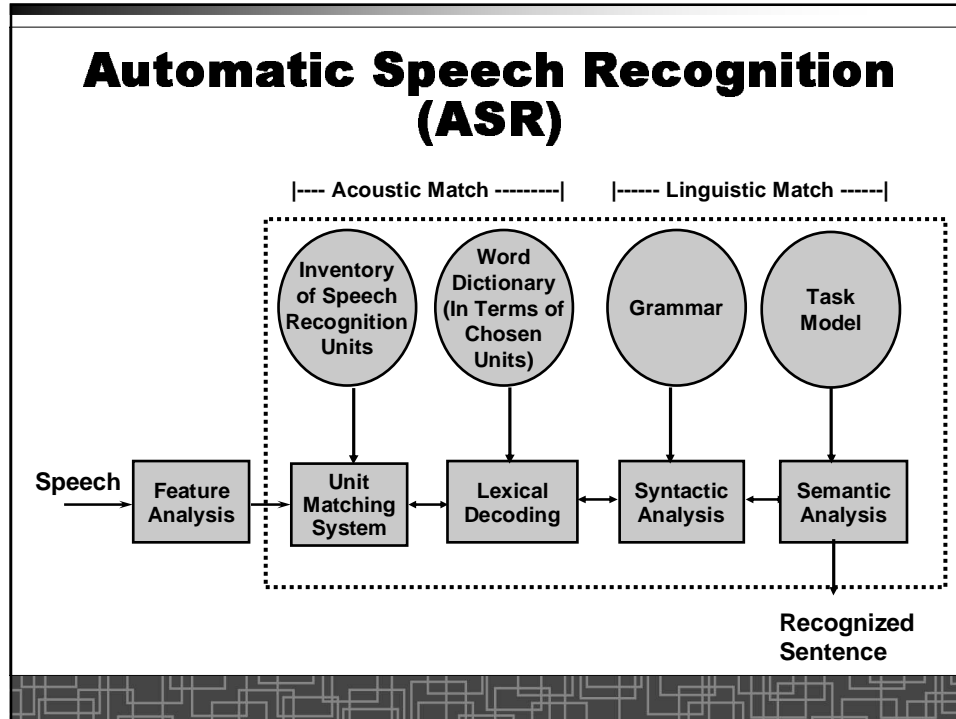 Automatic Speech Recognition
(ASR)
|---- Acoustic Match ---------|
|------ Linguistic Match ------|
Inventory
of Speech
Recognition
Units
Word
Dictionary
(In Terms of
Chosen
Units)
Grammar
Task
Model
Speech
Feature
Analysis
Unit
Matching
System
Lexical
Decoding
Syntactic
Analysis
Semantic
Analysis
Recognized
Sentence